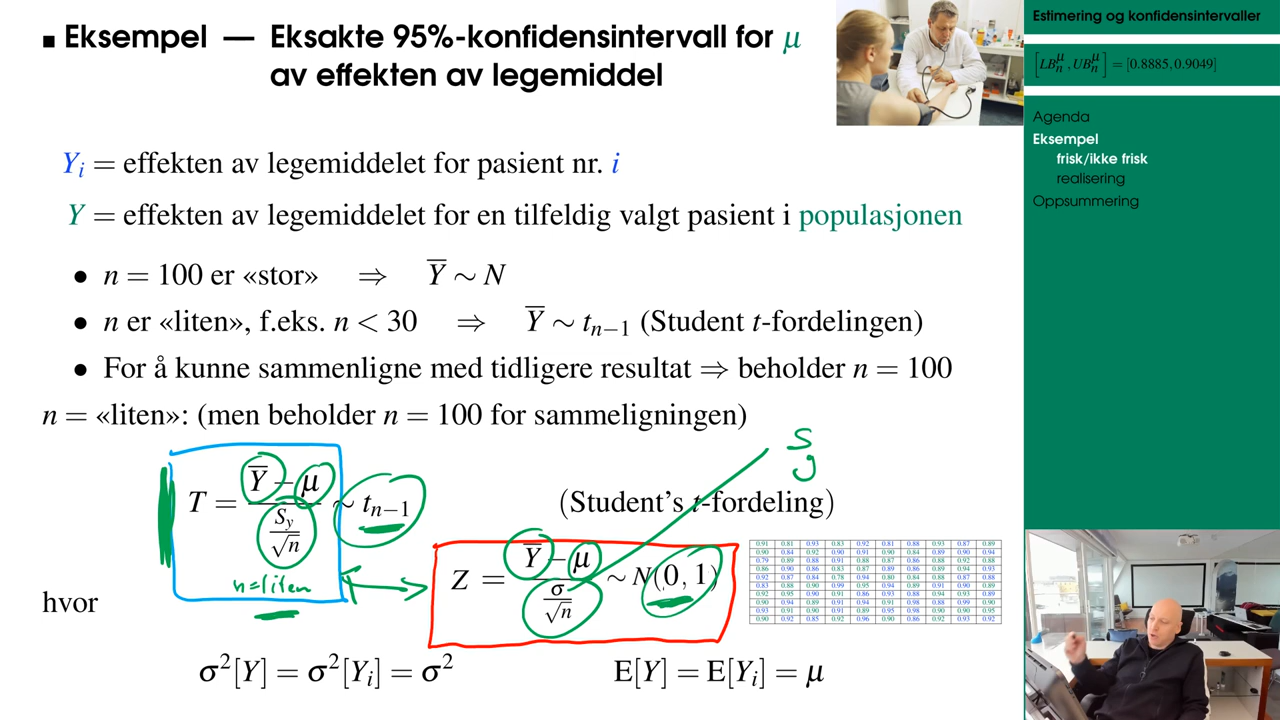 ■ Eksempel — Eksakte 95%-konfidensintervall for μ
av effekten av legemiddel
Y_i = effekten av legemiddelet for pasient nr. i
Y = effekten av legemiddelet for en tilfeldig valgt pasient i populasjonen
• n = 100 er «stor» ⇒ Y̅ ∼ N
• n er «liten», f.eks. n < 30 ⇒ Y̅ ∼ t_{n−1} (Student t-fordelingen)
• For å kunne sammenligne med tidligere resultat ⇒ beholder n = 100
n = «liten»: (men beholder n = 100 for sammeligningen)
T = (Y̅ − μ) / (S_y / √n) ∼ t_{n−1} (Student's t-fordeling)
n = liten
S y
Z = (Y̅ − μ) / (σ / √n) ∼ N(0, 1)
hvor
σ²[Y] = σ²[Y_i] = σ² E[Y] = E[Y_i] = μ
Estimering og konfidensintervaller
[LB_n^μ, UB_n^μ] = [0.8885, 0.9049]
Agenda
Eksempel
frisk/ikke frisk
realisering
Oppsummering